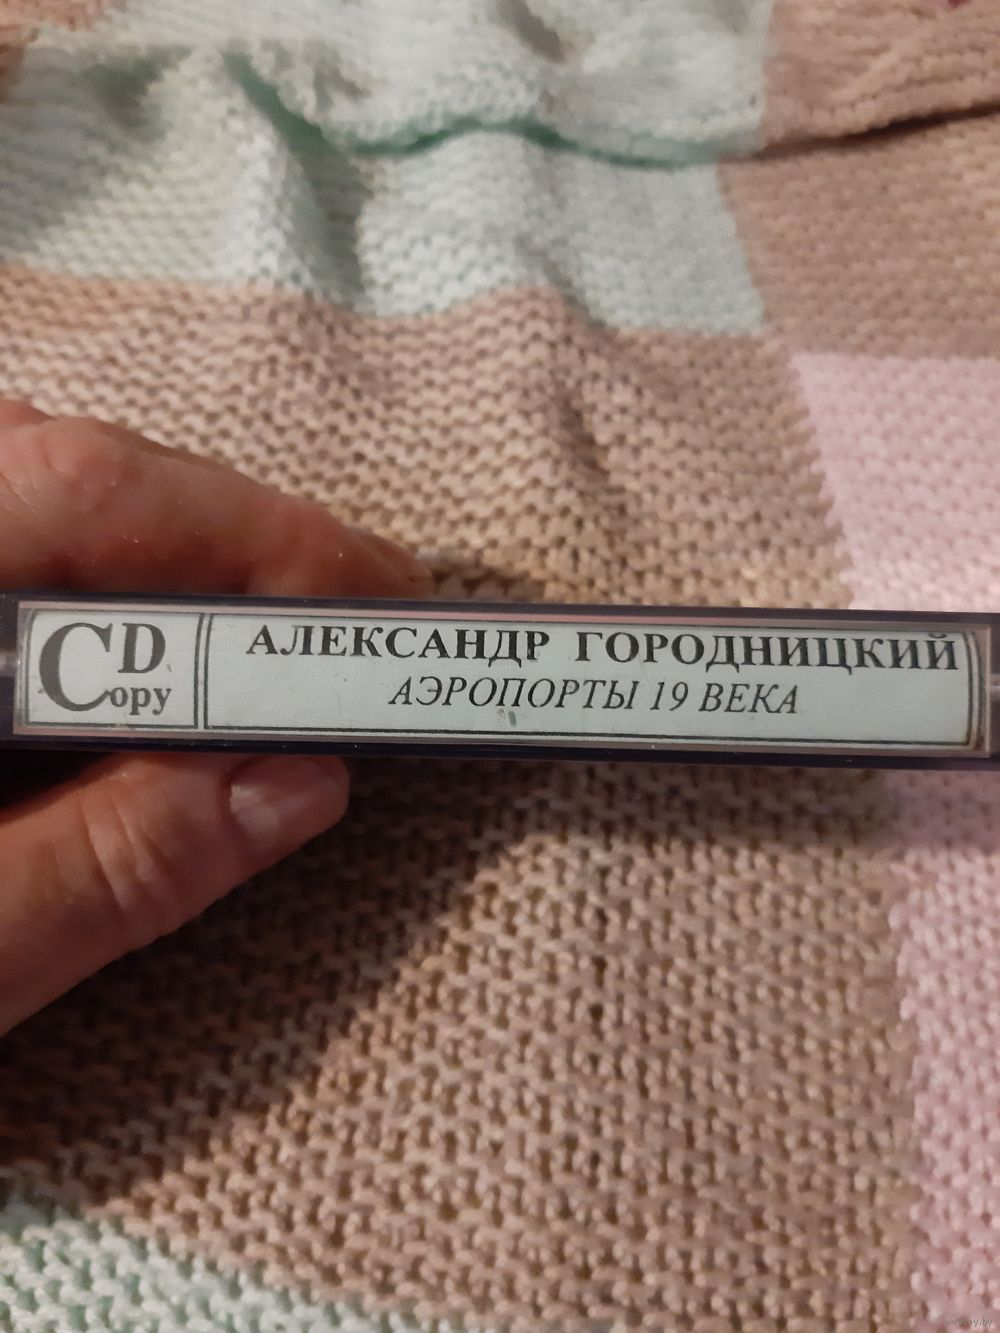 CD Copy
АЛЕКСАНДР ГОРОДНИЦКИЙ
АЭРОПОРТЫ 19 ВЕКА